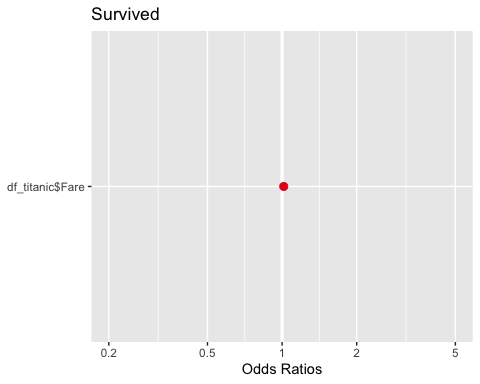 Survived
df_titanic$Fare
0.2 0.5 1 2 5
Odds Ratios